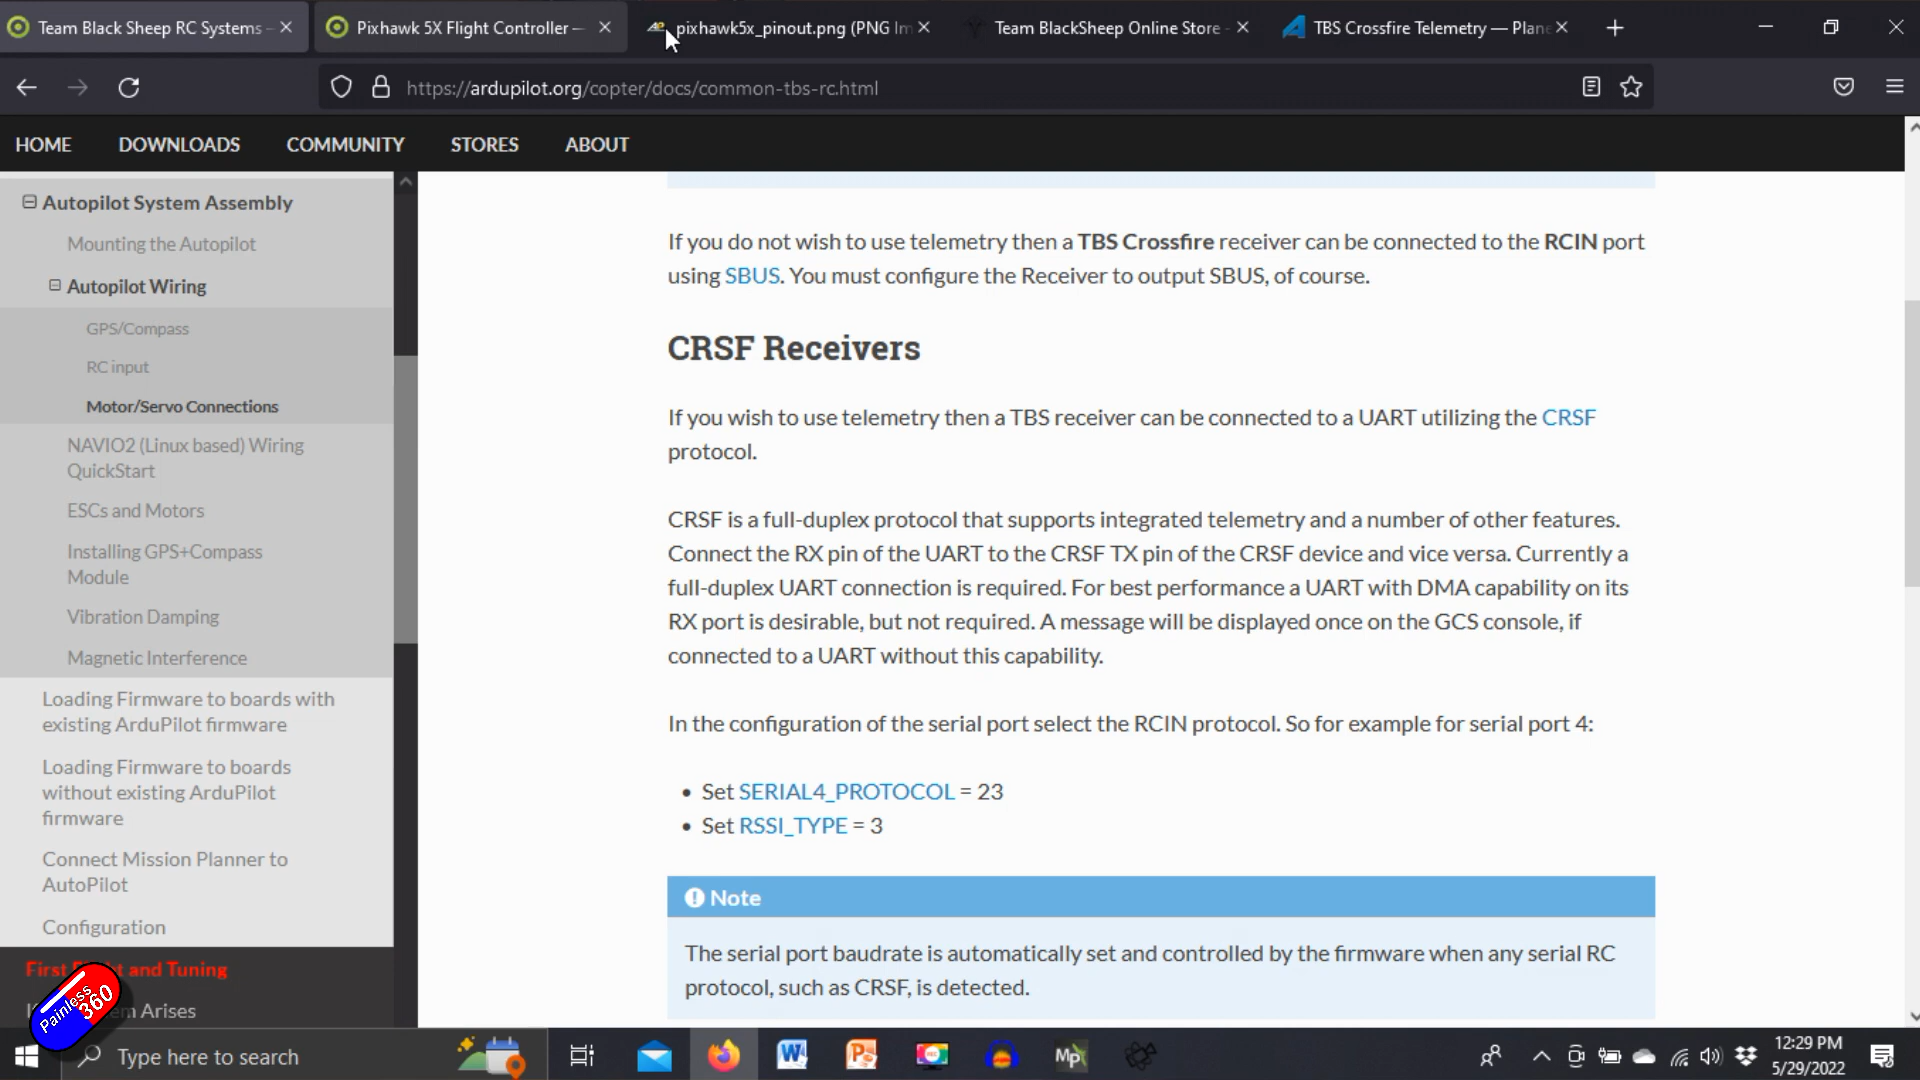 Team Black Sheep RC Systems –
Pixhawk 5X Flight Controller —
pixhawk5x_pinout.png (PNG Im
Team BlackSheep Online Store -
TBS Crossfire Telemetry — Plane
https://ardupilot.org/copter/docs/common-tbs-rc.html
HOME
DOWNLOADS
COMMUNITY
STORES
ABOUT
Autopilot System Assembly
Mounting the Autopilot
Autopilot Wiring
GPS/Compass
RC input
Motor/Servo Connections
NAVIO2 (Linux based) Wiring
QuickStart
ESCs and Motors
Installing GPS+Compass
Module
Vibration Damping
Magnetic Interference
Loading Firmware to boards with
existing ArduPilot firmware
Loading Firmware to boards
without existing ArduPilot
firmware
Connect Mission Planner to
AutoPilot
Configuration
First and Tuning
Arises
Painless
360
If you do not wish to use telemetry then a TBS Crossfire receiver can be connected to the RCIN port
using SBUS. You must configure the Receiver to output SBUS, of course.
CRSF Receivers
If you wish to use telemetry then a TBS receiver can be connected to a UART utilizing the CRSF
protocol.
CRSF is a full-duplex protocol that supports integrated telemetry and a number of other features.
Connect the RX pin of the UART to the CRSF TX pin of the CRSF device and vice versa. Currently a
full-duplex UART connection is required. For best performance a UART with DMA capability on its
RX port is desirable, but not required. A message will be displayed once on the GCS console, if
connected to a UART without this capability.
In the configuration of the serial port select the RCIN protocol. So for example for serial port 4:
• Set SERIAL4_PROTOCOL = 23
• Set RSSI_TYPE = 3
Note
The serial port baudrate is automatically set and controlled by the firmware when any serial RC
protocol, such as CRSF, is detected.
Type here to search
12:29 PM
5/29/2022